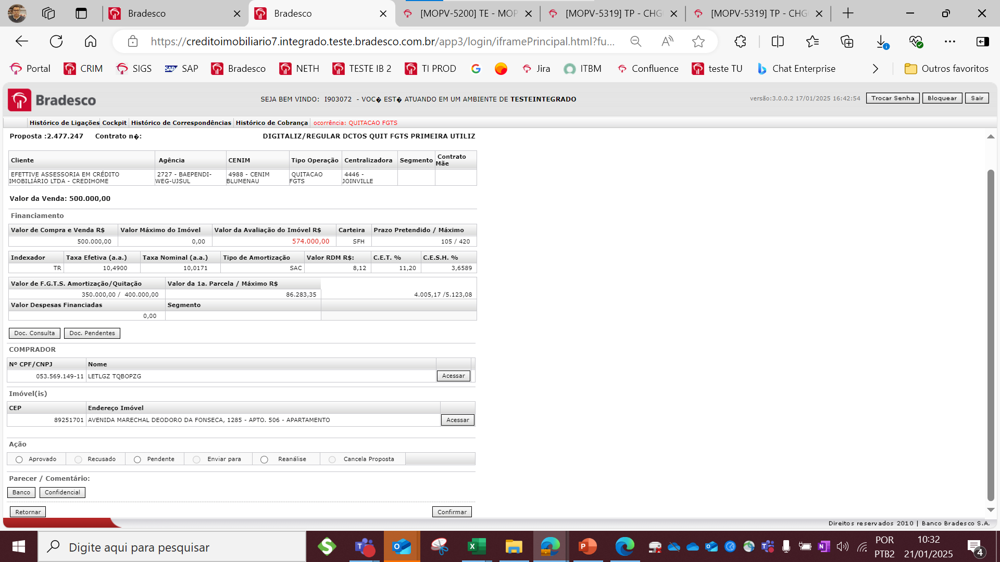 Bradesco
Bradesco
[MOPV-5200] TE - MOP
[MOPV-5319] TP - CHG
[MOPV-5319] TP - CHG
https://creditoimobiliario7.integrado.teste.bradesco.com.br/app3/login/iframePrincipal.html?fu...
Portal CRIM SIGS SAP Bradesco NETH TESTE IB 2 TI PROD Jira ITBM Confluence teste TU Chat Enterprise Outros favoritos
Bradesco
SEJA BEM VINDO: I903072 - VOC� EST� ATUANDO EM UM AMBIENTE DE TESTEINTEGRADO
versão:3.0.0.2 17/01/2025 16:42:54 Trocar Senha Bloquear Sair
Histórico de Ligações Cockpit Histórico de Correspondências Histórico de Cobrança ocorrência: QUITACAO FGTS
Proposta :2.477.247 Contrato n�: DIGITALIZ/REGULAR DCTOS QUIT FGTS PRIMEIRA UTILIZ
Cliente Agência CENIM Tipo Operação Centralizadora Segmento Contrato Mãe
EFETTIVE ASSESSORIA EM CRÉDITO 2727 - BAEPENDI- 4988 - CENIM QUITACAO 4446 -
IMOBILIÁRIO LTDA - CREDIHOME WEG-UJSUL BLUMENAU FGTS JOINVILLE
Valor da Venda: 500.000,00
Financiamento
Valor de Compra e Venda R$ Valor Máximo do Imóvel Valor da Avaliação do Imóvel R$ Carteira Prazo Pretendido / Máximo
500.000,00 0,00 574.000,00 SFH 105 / 420
Indexador Taxa Efetiva (a.a.) Taxa Nominal (a.a.) Tipo de Amortização Valor RDM R$: C.E.T. % C.E.S.H. %
TR 10,4900 10,0171 SAC 8,12 11,20 3,6589
Valor de F.G.T.S. Amortização/Quitação Valor da 1a. Parcela / Máximo R$
350.000,00 / 400.000,00 86.283,35 4.005,17 /5.123,08
Valor Despesas Financiadas Segmento
0,00
Doc. Consulta Doc. Pendentes
COMPRADOR
Nº CPF/CNPJ Nome
053.569.149-11 LETLGZ TQBOPZG Acessar
Imóvel(is)
CEP Endereço Imóvel
89251701 AVENIDA MARECHAL DEODORO DA FONSECA, 1285 - APTO. 506 - APARTAMENTO Acessar
Ação
Aprovado Recusado Pendente Enviar para Reanálise Cancela Proposta
Parecer / Comentário:
Banco Confidencial
Retornar Confirmar
Direitos reservados 2010 | Banco Bradesco S.A.
Digite aqui para pesquisar
POR
PTB2
10:32
21/01/2025
4